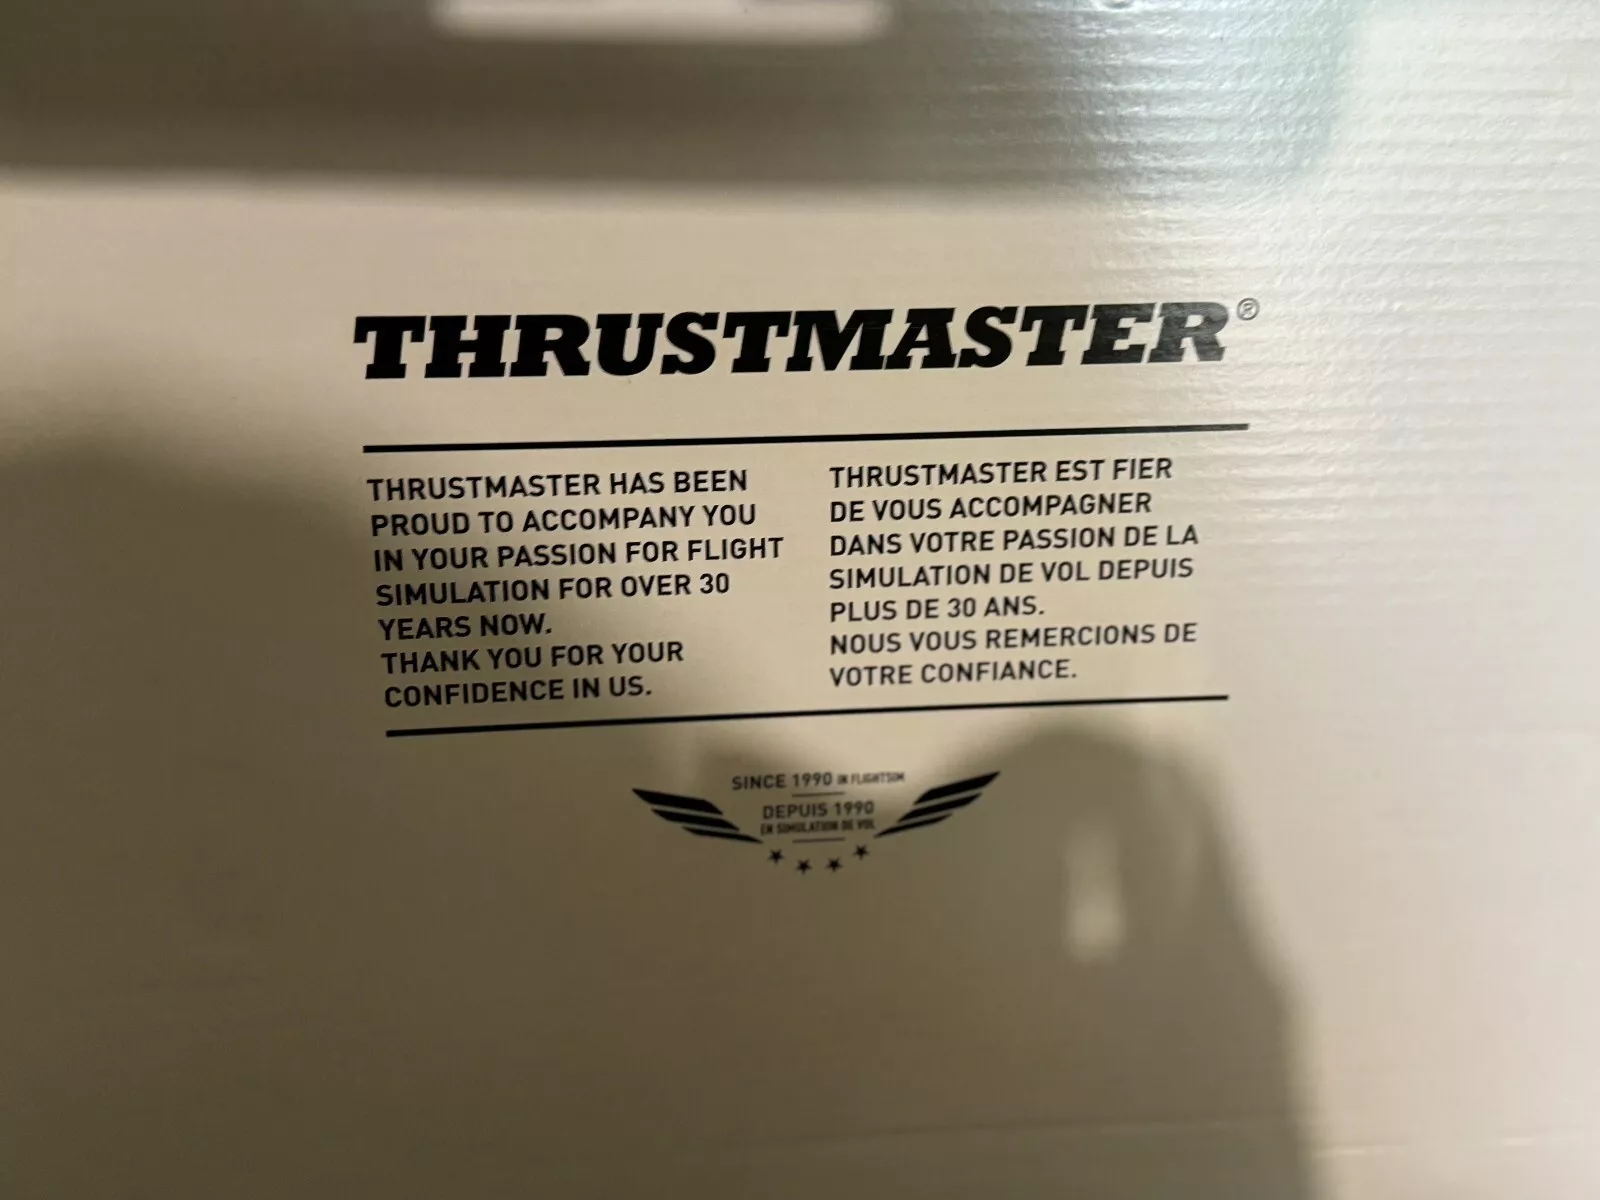 THRUSTMASTER®
THRUSTMASTER HAS BEEN
PROUD TO ACCOMPANY YOU
IN YOUR PASSION FOR FLIGHT
SIMULATION FOR OVER 30
YEARS NOW.
THANK YOU FOR YOUR
CONFIDENCE IN US.
THRUSTMASTER EST FIER
DE VOUS ACCOMPAGNER
DANS VOTRE PASSION DE LA
SIMULATION DE VOL DEPUIS
PLUS DE 30 ANS.
NOUS VOUS REMERCIONS DE
VOTRE CONFIANCE.
SINCE 1990 IN FLIGHTSIM
DEPUIS 1990
EN SIMULATION DE VOL